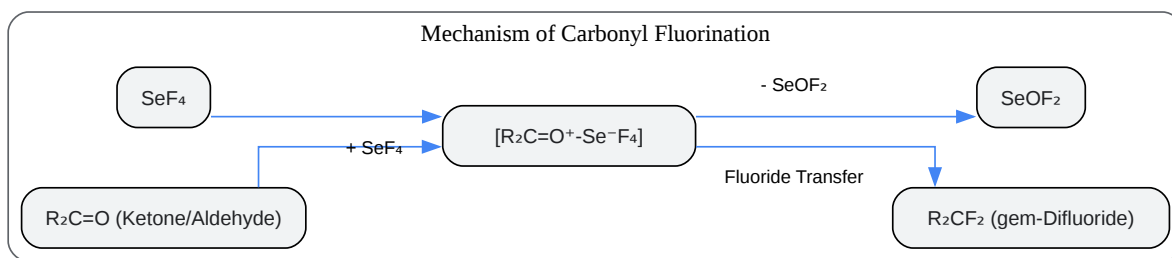 Mechanism of Carbonyl Fluorination
SeF₄
- SeOF₂
SeOF₂
[R₂C=O⁺-Se⁻F₄]
+ SeF₄
Fluoride Transfer
R₂C=O (Ketone/Aldehyde)
R₂CF₂ (gem-Difluoride)